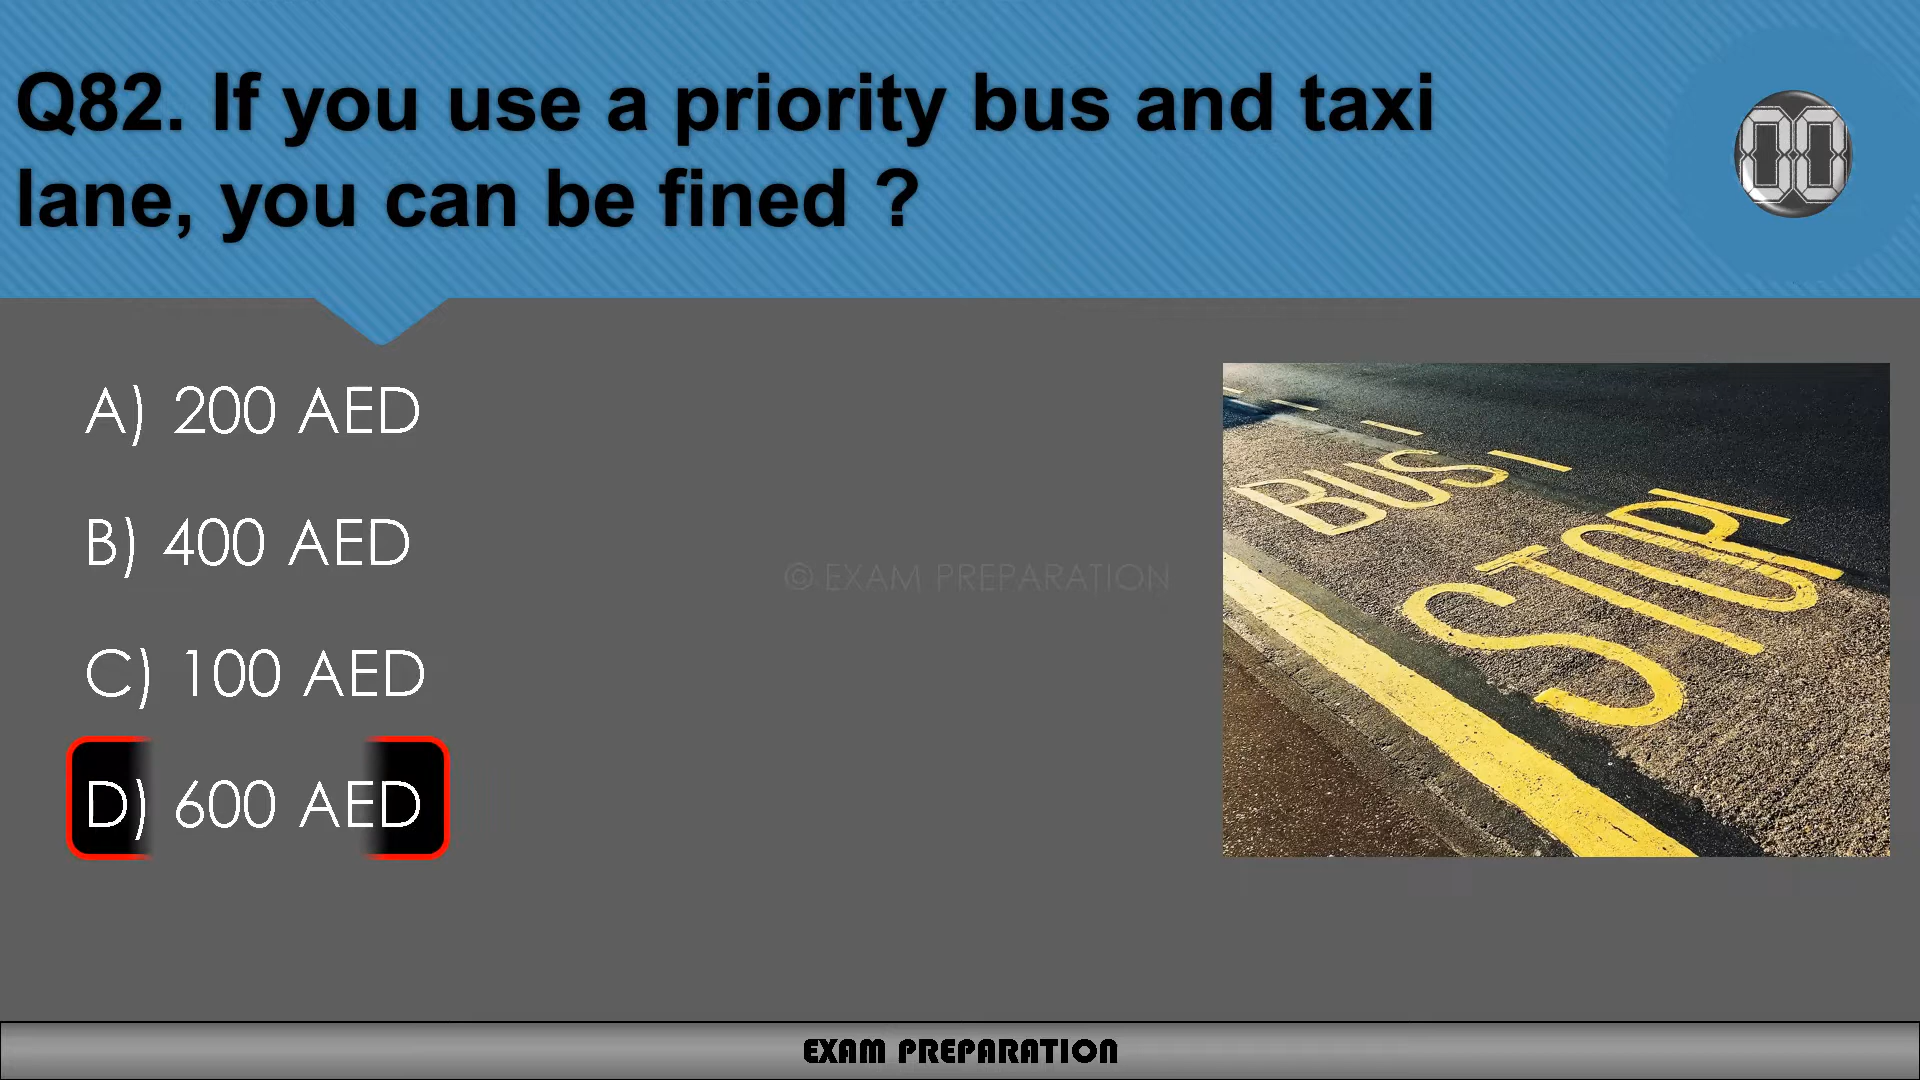 Q82. If you use a priority bus and taxi
lane, you can be fined ?
00
A) 200 AED
B) 400 AED
C) 100 AED
D) 600 AED
© EXAM PREPARATION
BUS
STOP
EXAM PREPARATION